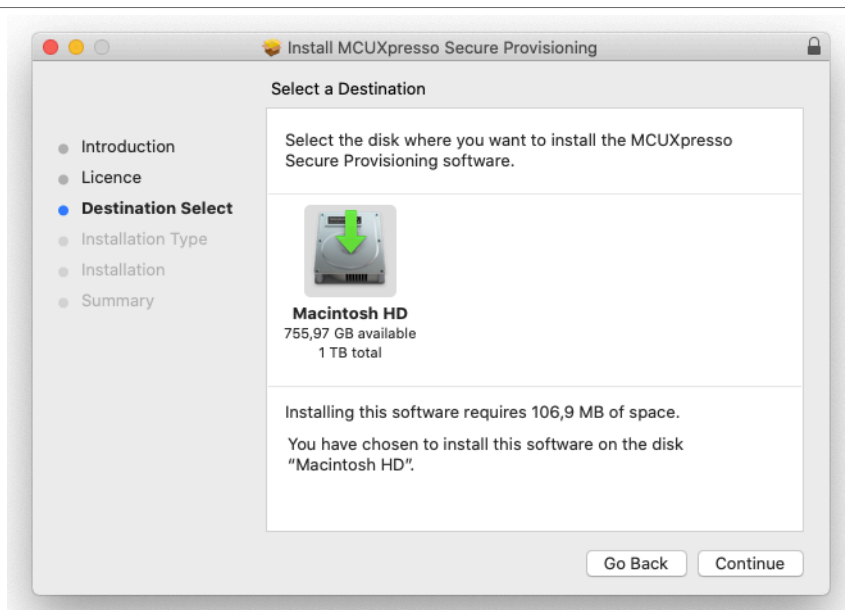 Install MCUXpresso Secure Provisioning
Select a Destination
Introduction
Licence
Destination Select
Installation Type
Installation
Summary
Select the disk where you want to install the MCUXpresso
Secure Provisioning software.
Macintosh HD
755,97 GB available
1 TB total
Installing this software requires 106,9 MB of space.
You have chosen to install this software on the disk
“Macintosh HD”.
Go Back
Continue